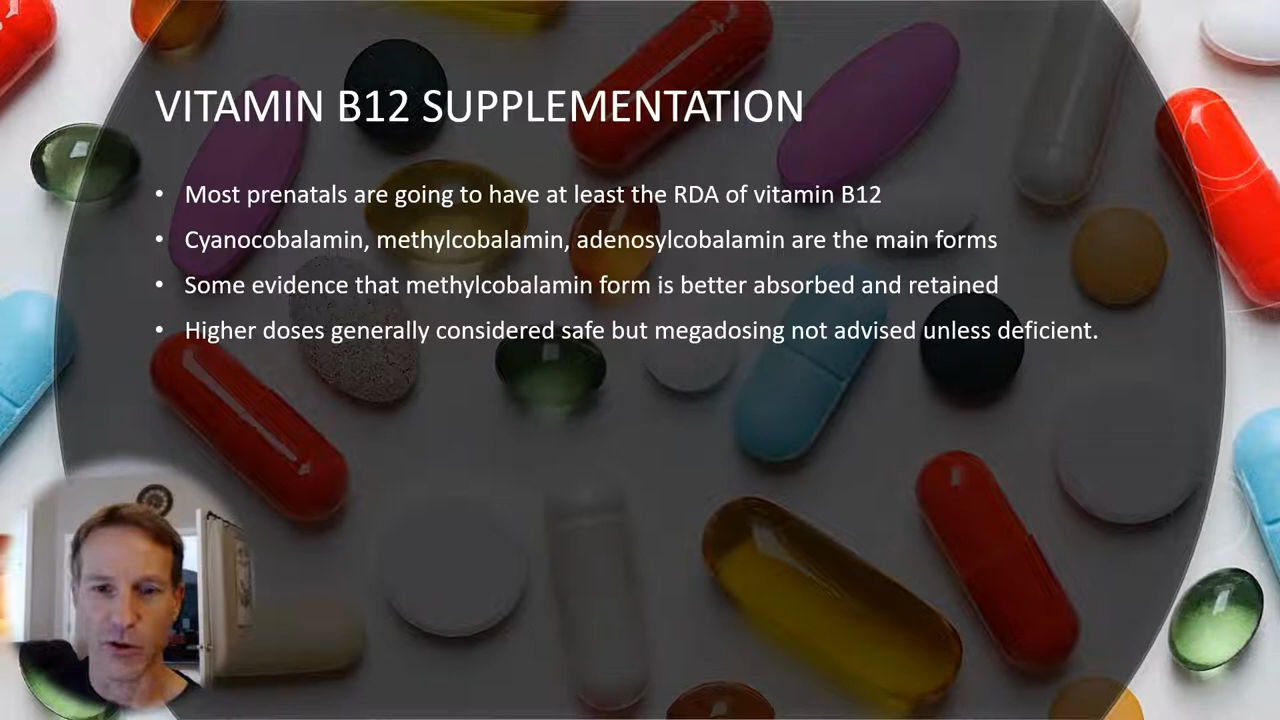 VITAMIN B12 SUPPLEMENTATION
• Most prenatals are going to have at least the RDA of vitamin B12
• Cyanocobalamin, methylcobalamin, adenosylcobalamin are the main forms
• Some evidence that methylcobalamin form is better absorbed and retained
• Higher doses generally considered safe but megadosing not advised unless deficient.